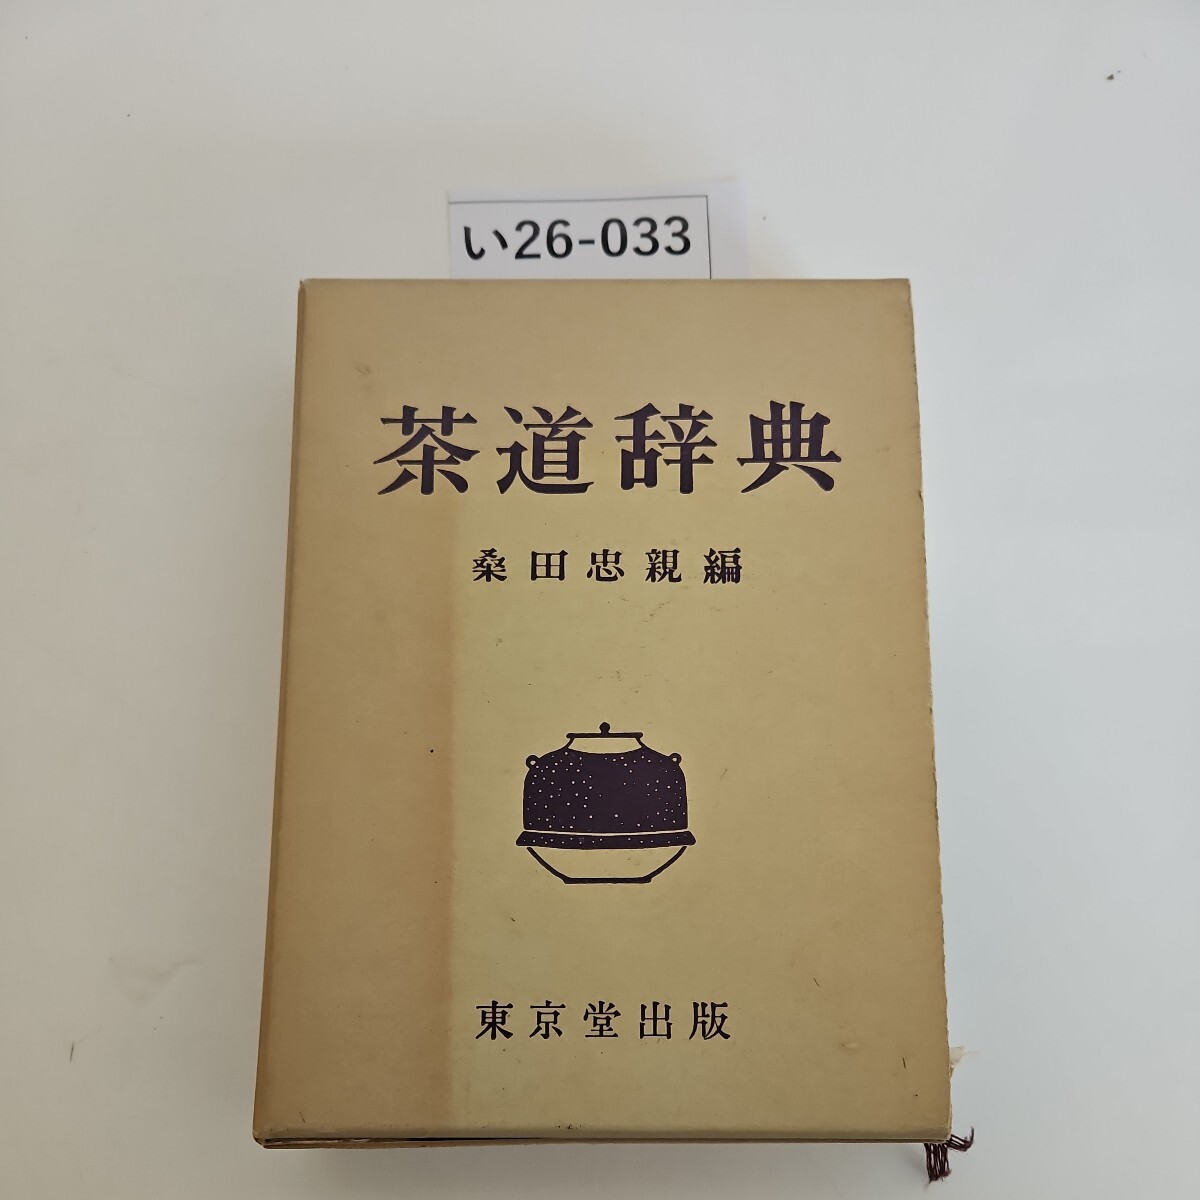 い26-033
茶道辞典
桑田忠親編
東京堂出版